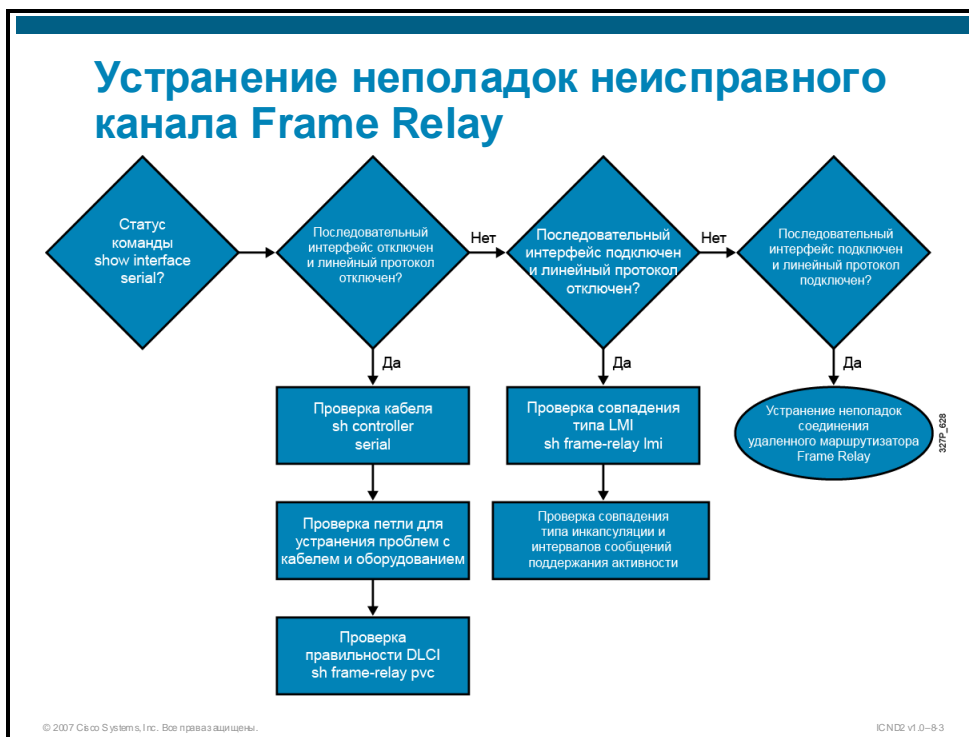 Устранение неполадок неисправного
канала Frame Relay
Статус
команды
show interface
serial?
Последовательный
интерфейс отключен
и линейный протокол
отключен?
Нет
Последовательный
интерфейс подключен
и линейный протокол
отключен?
Нет
Последовательный
интерфейс подключен
и линейный протокол
подключен?
Да
Да
Да
Проверка кабеля
sh controller
serial
Проверка совпадения
типа LMI
sh frame-relay lmi
Устранение неполадок
соединения
удаленного маршрутизатора
Frame Relay
327P_628
Проверка петли для
устранения проблем с
кабелем и оборудованием
Проверка совпадения
типа инкапсуляции и
интервалов сообщений
поддержания активности
Проверка
правильности DLCI
sh frame-relay pvc
© 2007 Cisco Systems, Inc. Все права защищены.
ICND2 v1.0–8-3